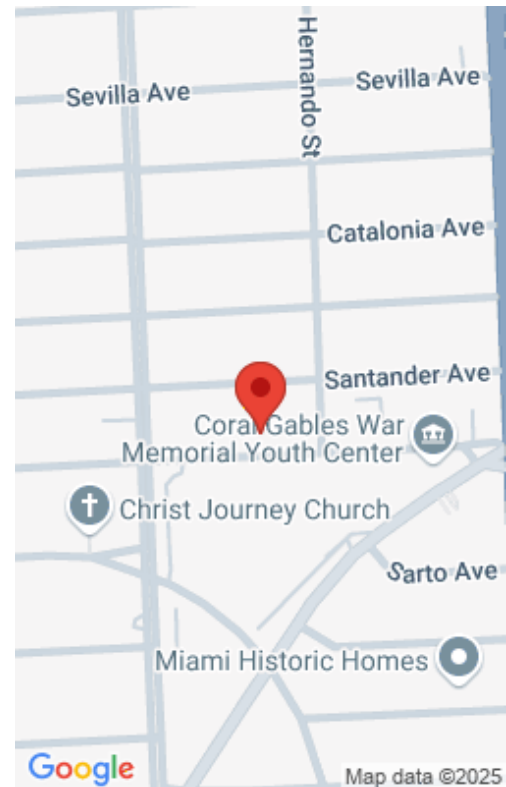 Hernando St
Sevilla Ave
Sevilla Ave
Catalonia Ave
Santander Ave
Coral Gables War
Memorial Youth Center
Christ Journey Church
Sarto Ave
Miami Historic Homes
Google
Map data ©2025